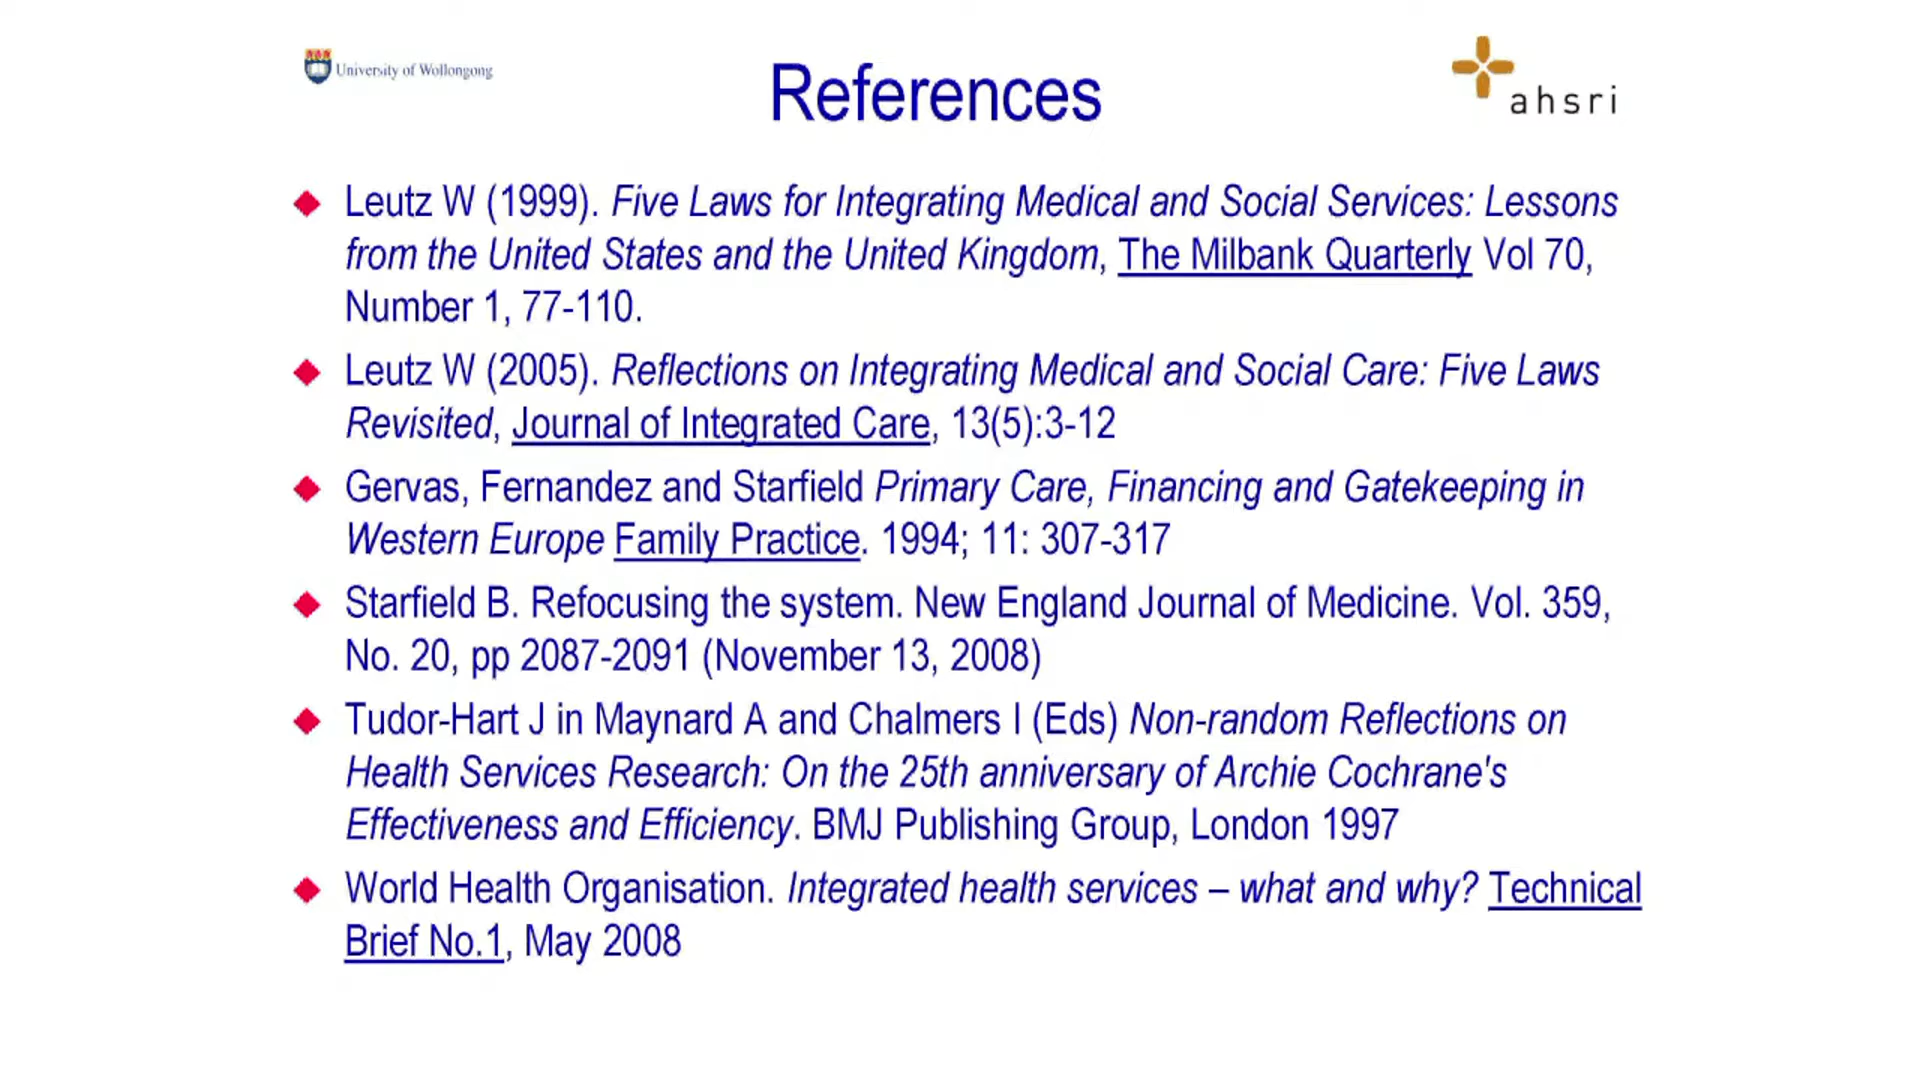 University of Wollongong
References
ahsri
Leutz W (1999). Five Laws for Integrating Medical and Social Services: Lessons
from the United States and the United Kingdom, The Milbank Quarterly Vol 70,
Number 1, 77-110.
Leutz W (2005). Reflections on Integrating Medical and Social Care: Five Laws
Revisited, Journal of Integrated Care, 13(5):3-12
Gervas, Fernandez and Starfield Primary Care, Financing and Gatekeeping in
Western Europe Family Practice. 1994; 11: 307-317
Starfield B. Refocusing the system. New England Journal of Medicine. Vol. 359,
No. 20, pp 2087-2091 (November 13, 2008)
Tudor-Hart J in Maynard A and Chalmers I (Eds) Non-random Reflections on
Health Services Research: On the 25th anniversary of Archie Cochrane's
Effectiveness and Efficiency. BMJ Publishing Group, London 1997
World Health Organisation. Integrated health services – what and why? Technical
Brief No.1, May 2008